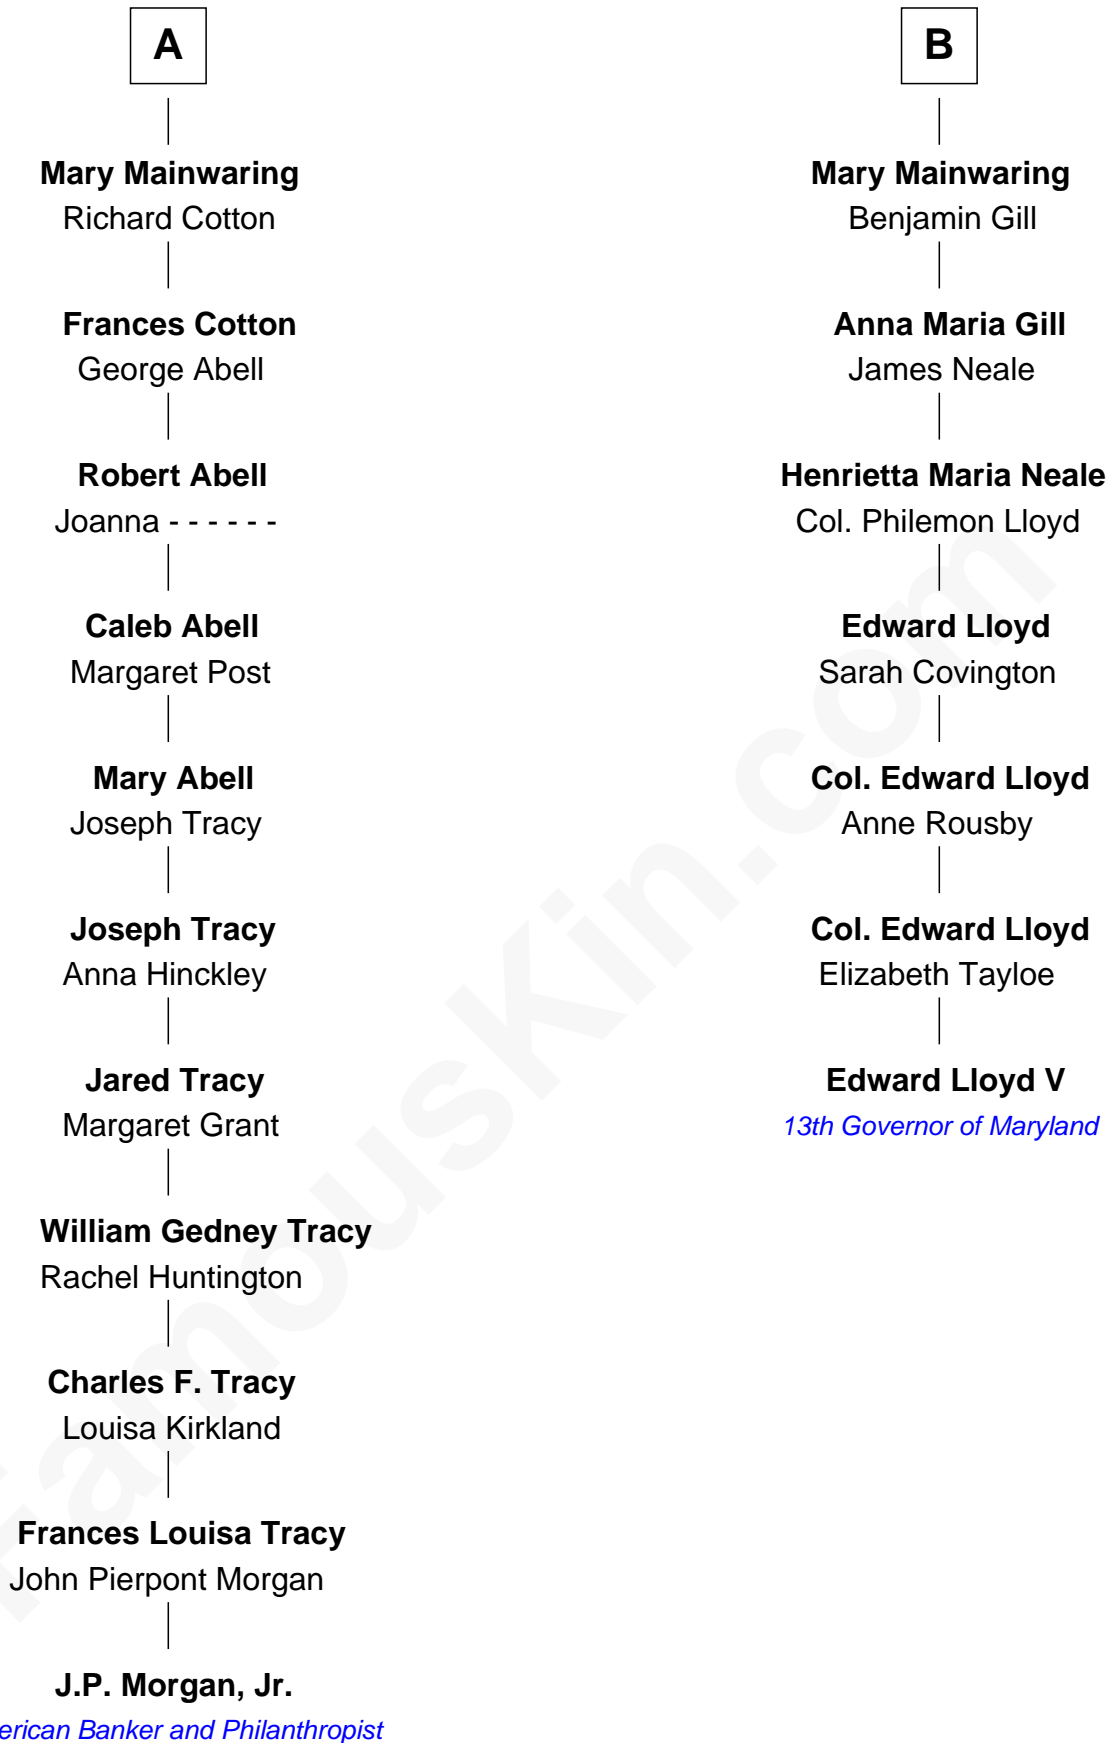 A
Mary Mainwaring
Richard Cotton
Frances Cotton
George Abell
Robert Abell
Joanna - - - - - -
Caleb Abell
Margaret Post
Mary Abell
Joseph Tracy
Joseph Tracy
Anna Hinckley
Jared Tracy
Margaret Grant
William Gedney Tracy
Rachel Huntington
Charles F. Tracy
Louisa Kirkland
Frances Louisa Tracy
John Pierpont Morgan
J.P. Morgan, Jr.
erican Banker and Philanthropist
B
Mary Mainwaring
Benjamin Gill
Anna Maria Gill
James Neale
Henrietta Maria Neale
Col. Philemon Lloyd
Edward Lloyd
Sarah Covington
Col. Edward Lloyd
Anne Rousby
Col. Edward Lloyd
Elizabeth Tayloe
Edward Lloyd V
13th Governor of Maryland
FamousKin.com